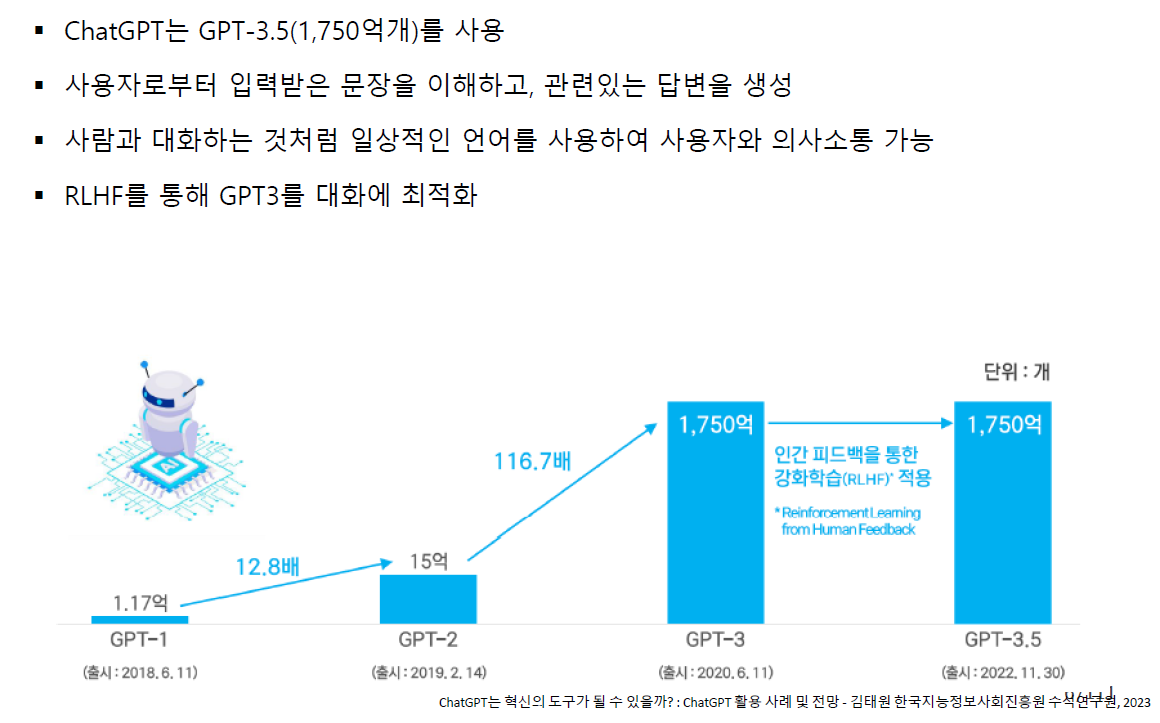 ▪ ChatGPT는 GPT-3.5(1,750억개)를 사용
▪ 사용자로부터 입력받은 문장을 이해하고, 관련있는 답변을 생성
▪ 사람과 대화하는 것처럼 일상적인 언어를 사용하여 사용자와 의사소통 가능
▪ RLHF를 통해 GPT3를 대화에 최적화
단위 : 개
1,750억
1,750억
인간 피드백을 통한
강화학습(RLHF)* 적용
* Reinforcement Learning
from Human Feedback
116.7배
12.8배
15억
1.17억
AI
GPT-1
GPT-2
GPT-3
GPT-3.5
(출시 : 2018. 6. 11)
(출시 : 2019. 2. 14)
(출시 : 2020. 6. 11)
(출시 : 2022. 11. 30)
ChatGPT는 혁신의 도구가 될 수 있을까? : ChatGPT 활용 사례 및 전망 - 김태원 한국지능정보사회진흥원 수석연구원, 2023